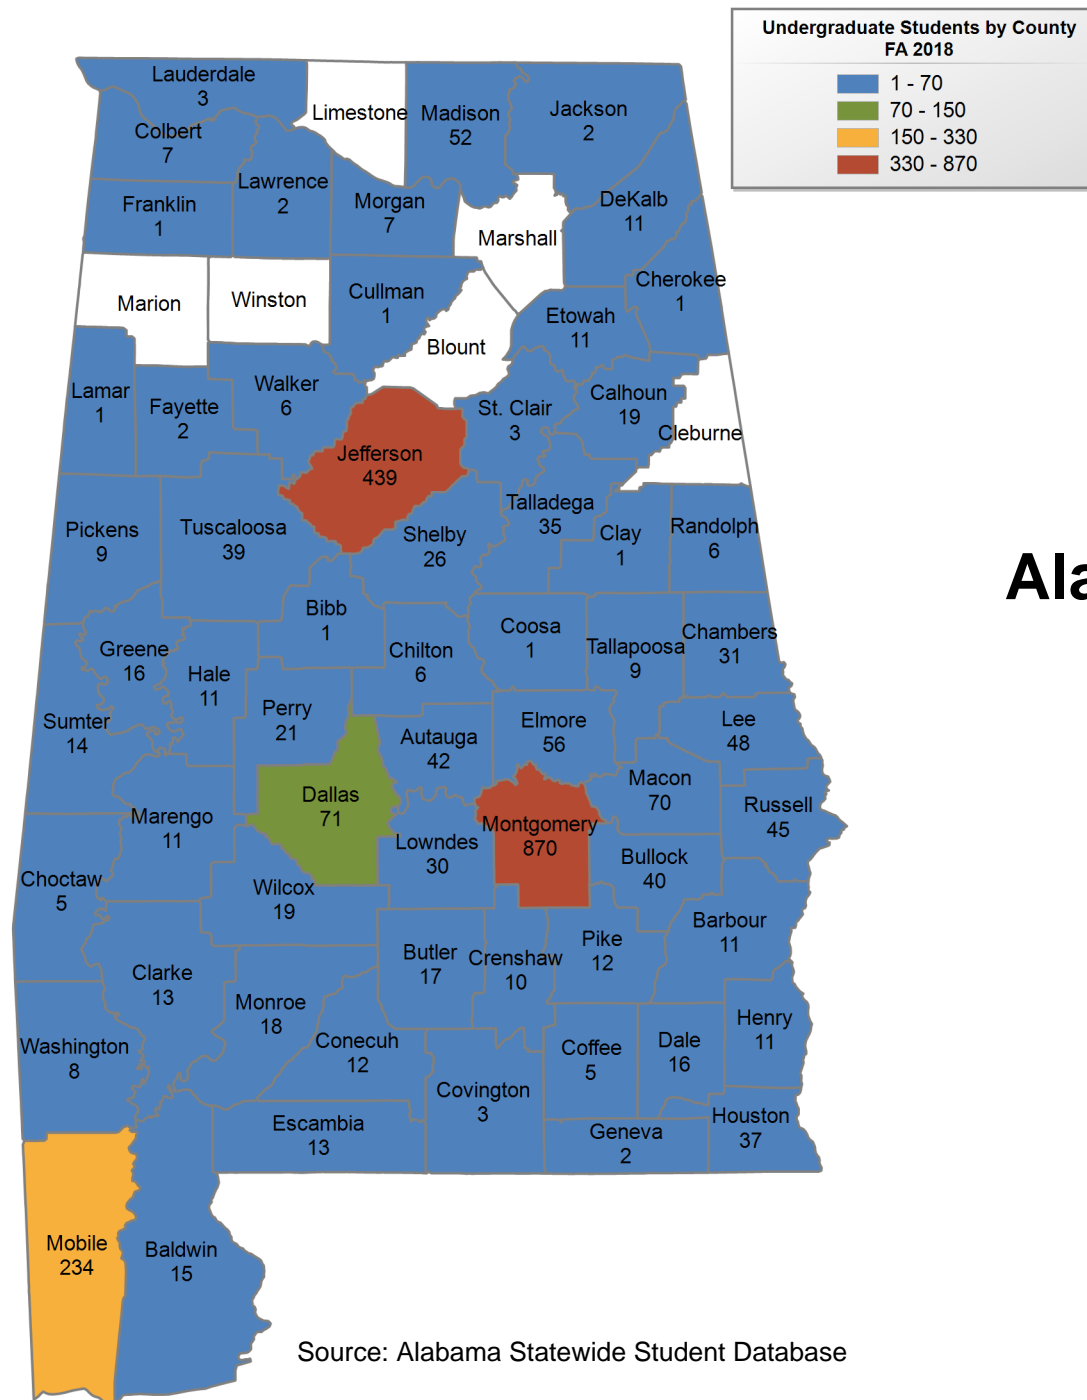 Undergraduate Students by County
FA 2018
1 - 70
70 - 150
150 - 330
330 - 870
Lauderdale
3
Limestone
Madison
52
Jackson
2
Colbert
7
Lawrence
2
Franklin
1
Morgan
7
DeKalb
11
Marshall
Cherokee
1
Marion
Winston
Cullman
1
Etowah
11
Blount
Lamar
1
Fayette
2
Walker
6
St. Clair
3
Calhoun
19
Cleburne
Jefferson
439
Talladega
35
Pickens
9
Tuscaloosa
39
Shelby
26
Clay
1
Randolph
6
Ala
Bibb
1
Coosa
1
Tallapoosa
9
Chambers
31
Greene
16
Hale
11
Chilton
6
Sumter
14
Perry
21
Autauga
42
Elmore
56
Lee
48
Dallas
71
Macon
70
Russell
45
Marengo
11
Lowndes
30
Montgomery
870
Bullock
40
Choctaw
5
Wilcox
19
Barbour
11
Butler
17
Crenshaw
10
Pike
12
Clarke
13
Monroe
18
Conecuh
12
Henry
11
Washington
8
Coffee
5
Dale
16
Covington
3
Escambia
13
Geneva
2
Houston
37
Mobile
234
Baldwin
15
Source: Alabama Statewide Student Database